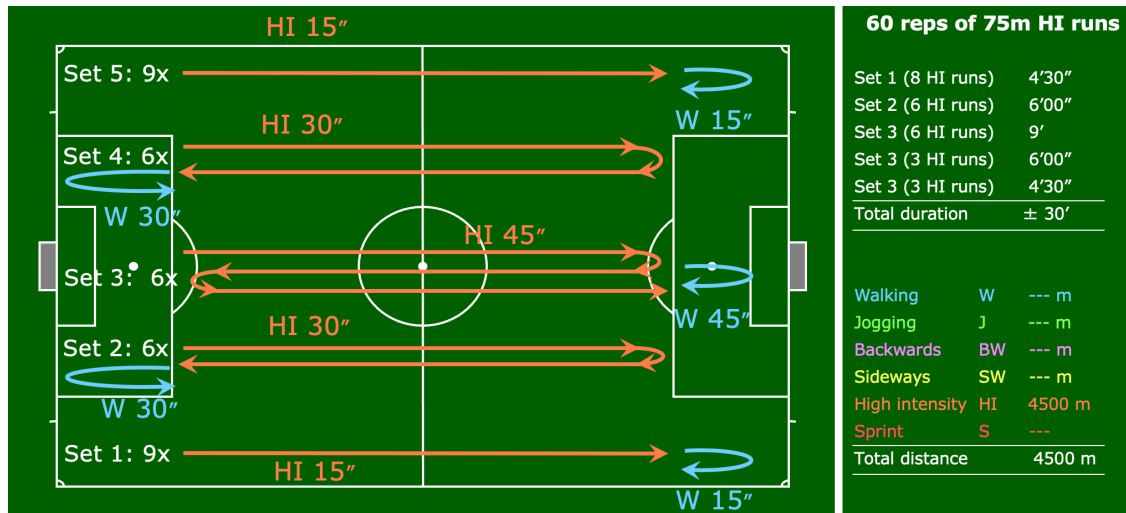 HI 15″
Set 5: 9x
W 15″
HI 30″
Set 4: 6x
W 30″
HI 45″
Set 3: 6x
W 45″
HI 30″
Set 2: 6x
W 30″
Set 1: 9x
HI 15″
W 15″
60 reps of 75m HI runs
Set 1 (8 HI runs) 4’30”
Set 2 (6 HI runs) 6’00”
Set 3 (6 HI runs) 9’
Set 3 (3 HI runs) 6’00”
Set 3 (3 HI runs) 4’30”
Total duration ± 30’
Walking W --- m
Jogging J --- m
Backwards BW --- m
Sideways SW --- m
High intensity HI 4500 m
Sprint S ---
Total distance 4500 m